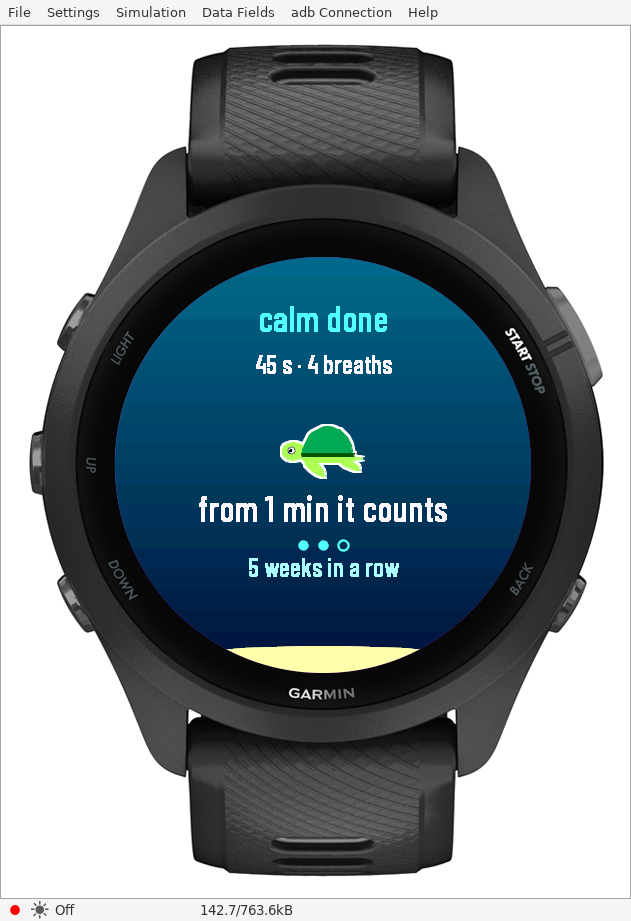 File Settings Simulation Data Fields adb Connection Help
calm done
45 s · 4 breaths
from 1 min it counts
5 weeks in a row
LIGHT
START STOP
UP
DOWN
BACK
GARMIN
Off 142.7/763.6kB